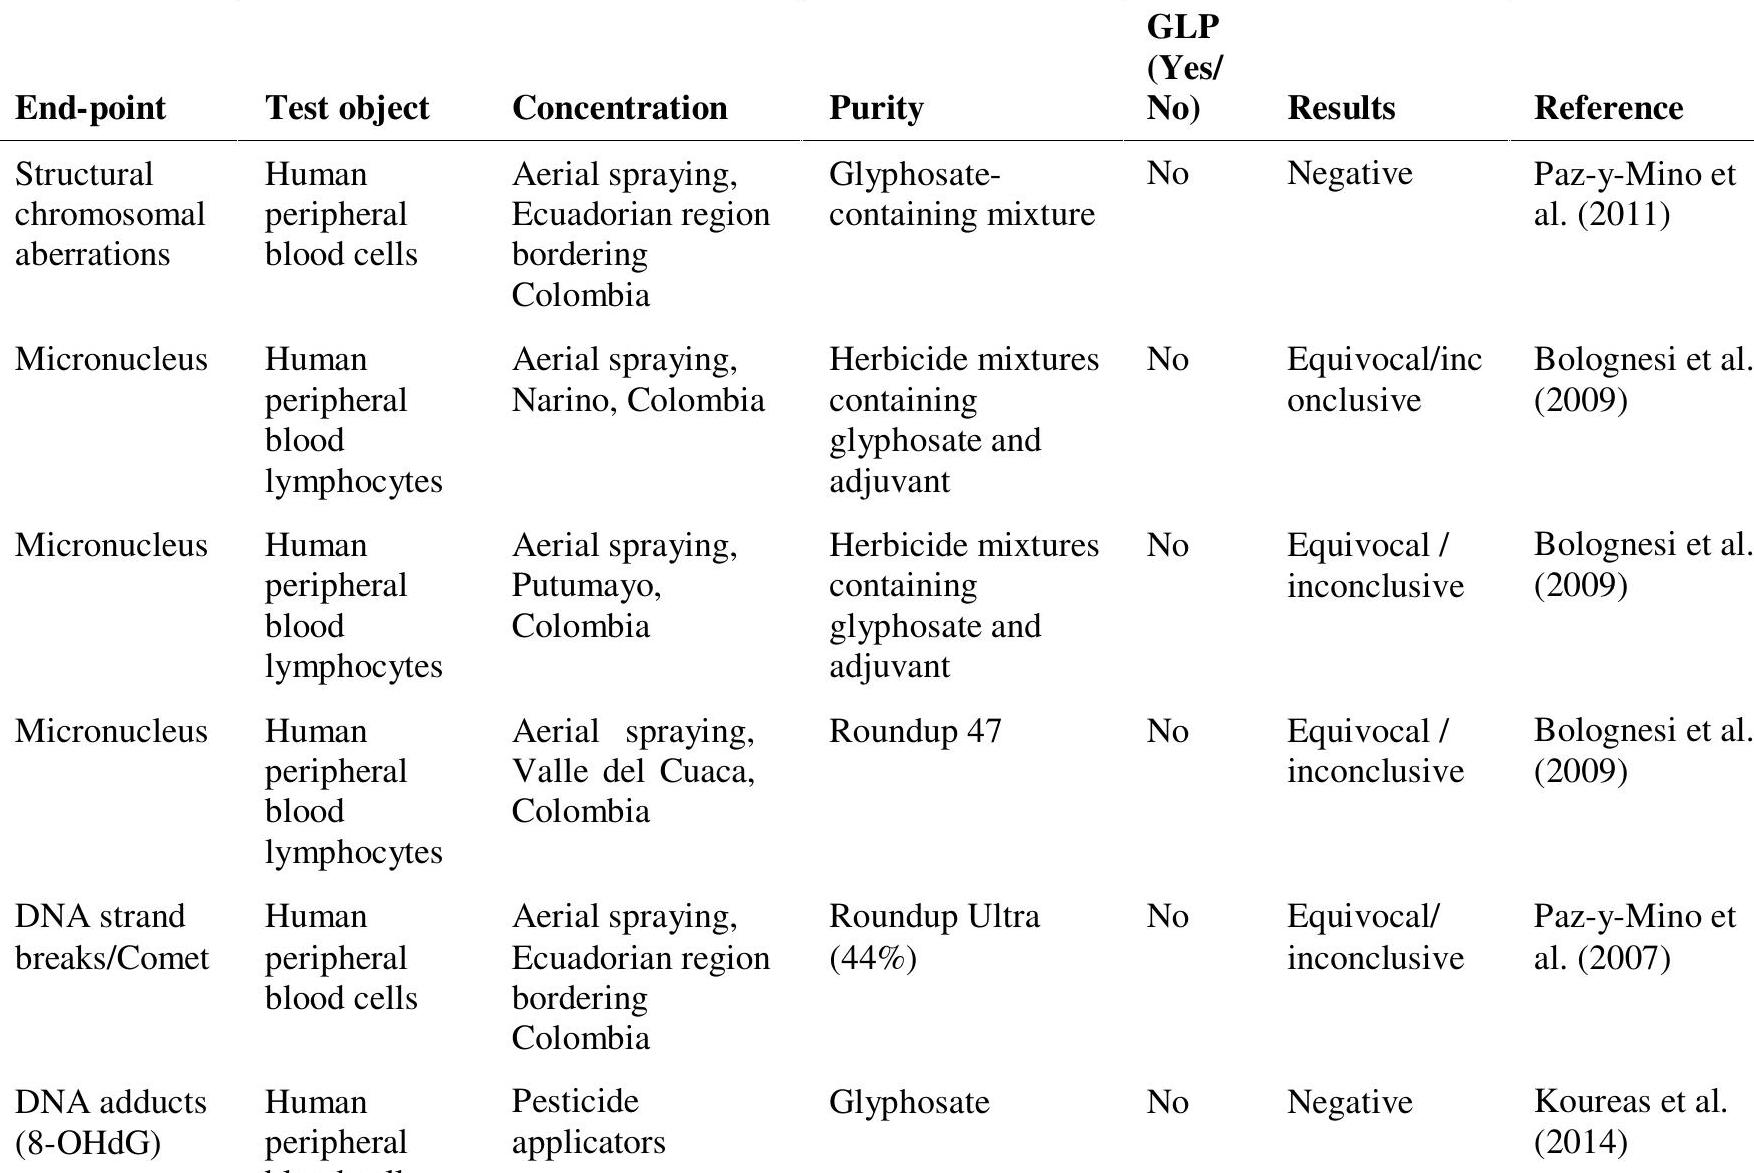 GLP
(Yes/
End-point Test object Concentration Purity No) Results Reference
Structural Human Aerial spraying, Glyphosate- No Negative Paz-y-Mino et
chromosomal peripheral Ecuadorian region containing mixture al. (2011)
aberrations blood cells bordering
Colombia
Micronucleus Human Aerial spraying, Herbicide mixtures No Equivocal/inc Bolognesi et al.
peripheral Narino, Colombia containing onclusive (2009)
blood glyphosate and
lymphocytes adjuvant
Micronucleus Human Aerial spraying, Herbicide mixtures No Equivocal / Bolognesi et al.
peripheral Putumayo, containing inconclusive (2009)
blood Colombia glyphosate and
lymphocytes adjuvant
Micronucleus Human Aerial spraying, Roundup 47 No Equivocal / Bolognesi et al.
peripheral Valle del Cuaca, inconclusive (2009)
blood Colombia
lymphocytes
DNA strand Human Aerial spraying, Roundup Ultra No Equivocal/ Paz-y-Mino et
breaks/Comet peripheral Ecuadorian region (44%) inconclusive al. (2007)
blood cells bordering
Colombia
DNA adducts Human Pesticide Glyphosate No Negative Koureas et al.
(8-OHdG) peripheral applicators (2014)